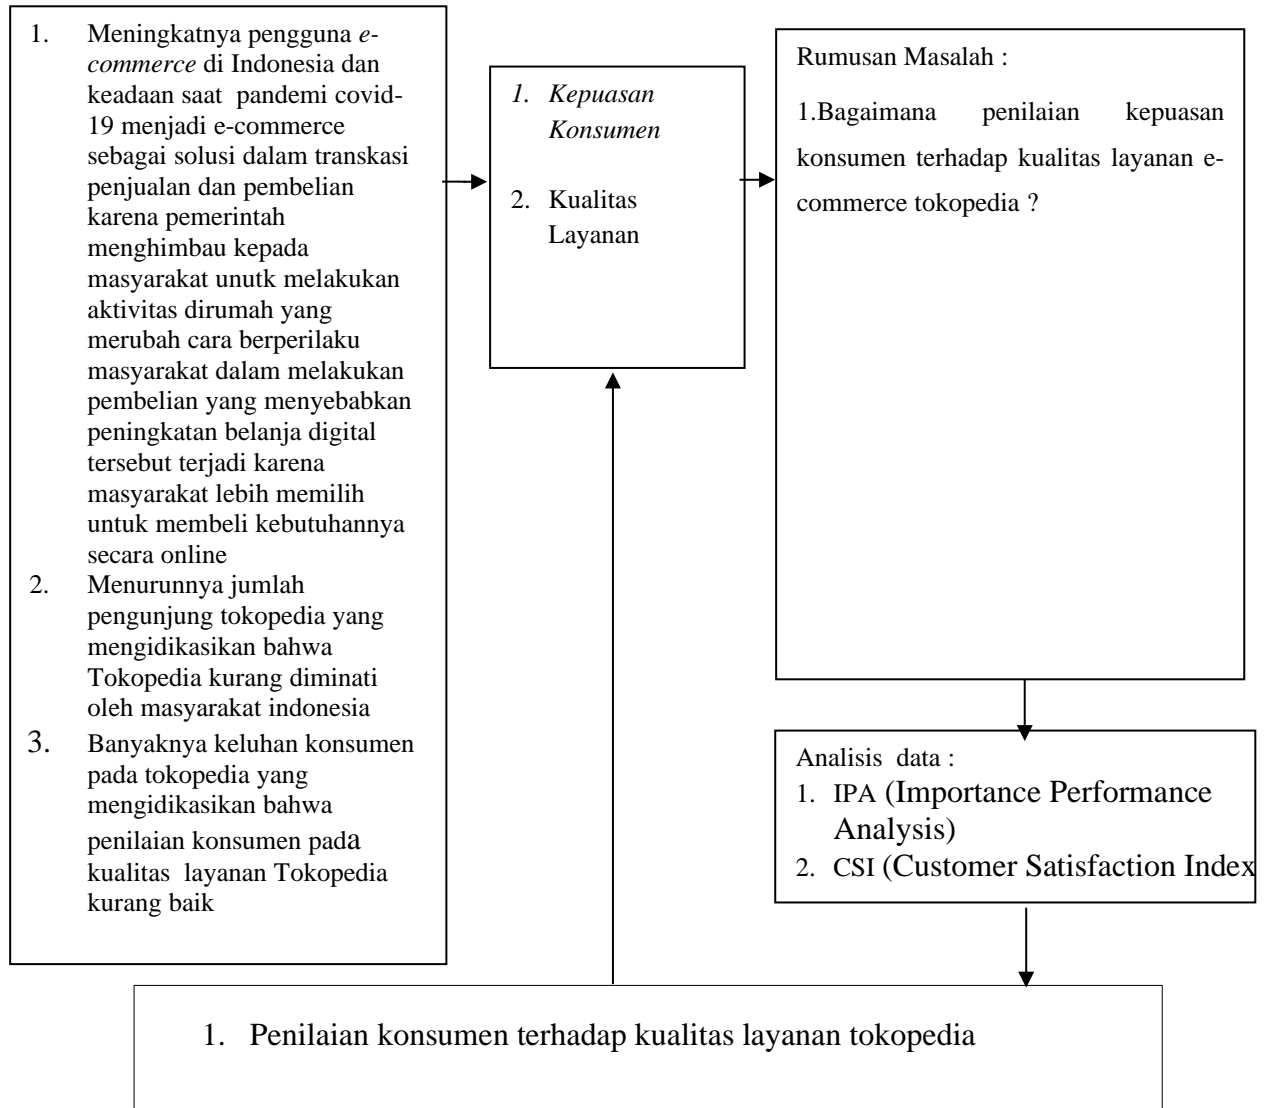 1. Meningkatnya pengguna e-
commerce di Indonesia dan
keadaan saat pandemi covid-
19 menjadi e-commerce
sebagai solusi dalam transkasi
penjualan dan pembelian
karena pemerintah
menghimbau kepada
masyarakat unutk melakukan
aktivitas dirumah yang
merubah cara berperilaku
masyarakat dalam melakukan
pembelian yang menyebabkan
peningkatan belanja digital
tersebut terjadi karena
masyarakat lebih memilih
untuk membeli kebutuhannya
secara online
2. Menurunnya jumlah
pengunjung tokopedia yang
mengidikasikan bahwa
Tokopedia kurang diminati
oleh masyarakat indonesia
3. Banyaknya keluhan konsumen
pada tokopedia yang
mengidikasikan bahwa
penilaian konsumen pada
kualitas layanan Tokopedia
kurang baik
1. Kepuasan
Konsumen
2. Kualitas
Layanan
Rumusan Masalah :
1.Bagaimana penilaian kepuasan
konsumen terhadap kualitas layanan e-
commerce tokopedia ?
Analisis data :
1. IPA (Importance Performance
Analysis)
2. CSI (Customer Satisfaction Index
1. Penilaian konsumen terhadap kualitas layanan tokopedia